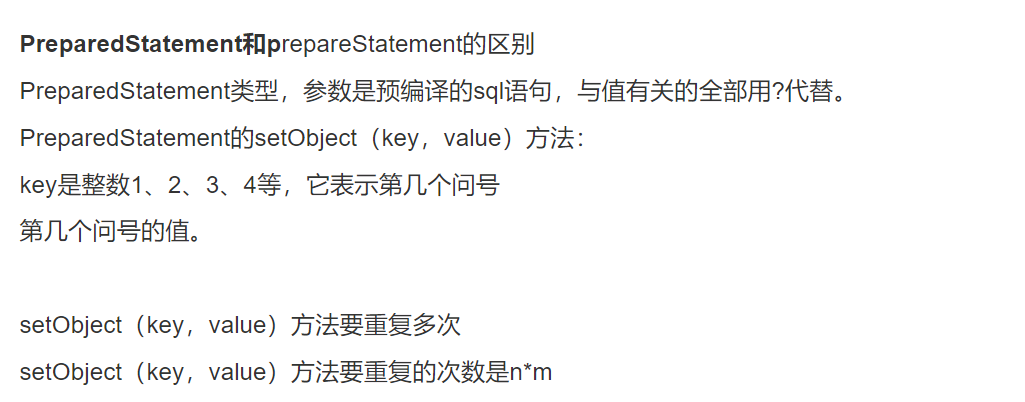 PreparedStatement和prepareStatement的区别
PreparedStatement类型，参数是预编译的sql语句，与值有关的全部用?代替。
PreparedStatement的setObject（key，value）方法：
key是整数1、2、3、4等，它表示第几个问号
第几个问号的值。
setObject（key，value）方法要重复多次
setObject（key，value）方法要重复的次数是n*m